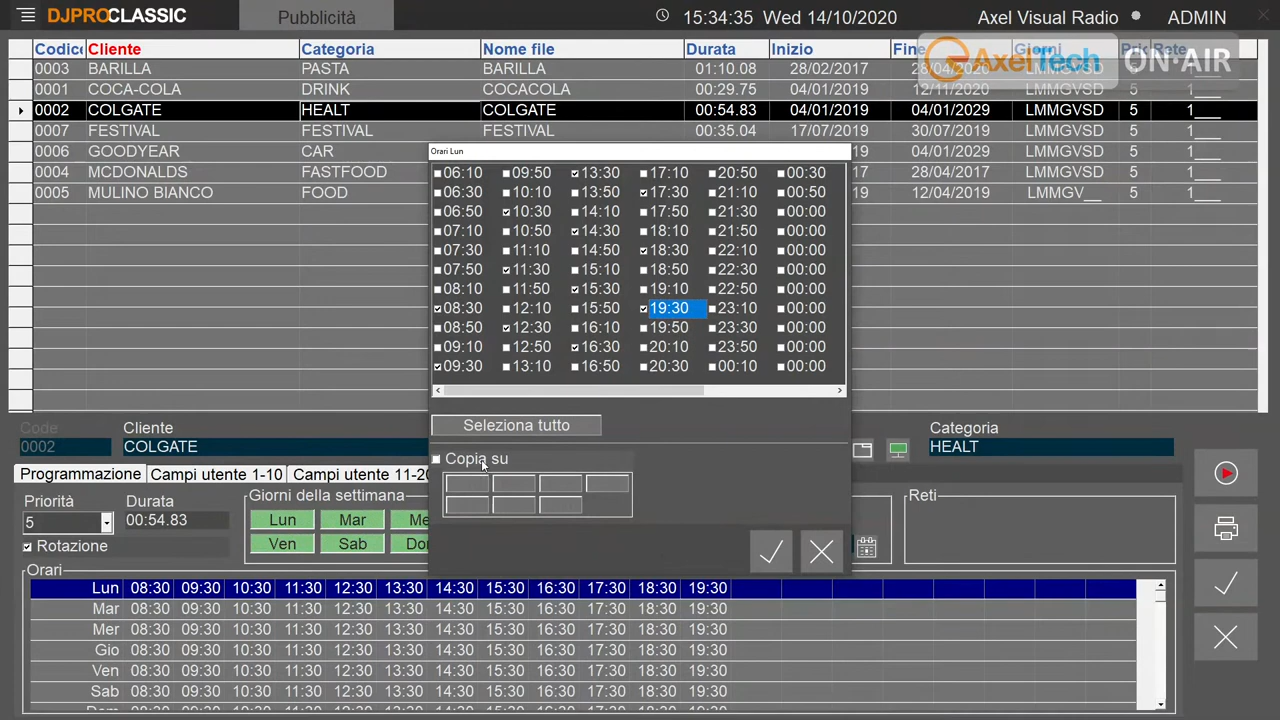 DJPROCLASSIC Pubblicità 15:34:35 Wed 14/10/2020 Axel Visual Radio ADMIN
AxelTech ON·AIR
Codice Cliente Categoria Nome file Durata Inizio Fine Giorni Rete
0003 BARILLA PASTA BARILLA 01:10.08 28/02/2017 28/04/2020 LMMGVSD
0001 COCA-COLA DRINK COCACOLA 00:29.75 04/01/2019 12/11/2020 LMMGVSD 5 1___
0002 COLGATE HEALT COLGATE 00:54.83 04/01/2019 04/01/2029 LMMGVSD 5 1___
0007 FESTIVAL FESTIVAL FESTIVAL 00:35.04 17/07/2019 30/07/2019 LMMGVSD 5 1___
0006 GOODYEAR CAR 2019 04/01/2029 LMMGVSD 5 1___
0004 MCDONALDS FASTFOOD 17 28/04/2017 LMMGVSD 5 1___
0005 MULINO BIANCO FOOD 19 12/04/2019 LMMGV__ 5 1___
Orari Lun
06:10 09:50 13:30 17:10 20:50 00:30
06:30 10:10 13:50 17:30 21:10 00:50
06:50 10:30 14:10 17:50 21:30 00:00
07:10 10:50 14:30 18:10 21:50 00:00
07:30 11:10 14:50 18:30 22:10 00:00
07:50 11:30 15:10 18:50 22:30 00:00
08:10 11:50 15:30 19:10 22:50 00:00
08:30 12:10 15:50 19:30 23:10 00:00
08:50 12:30 16:10 19:50 23:30 00:00
09:10 12:50 16:30 20:10 23:50 00:00
09:30 13:10 16:50 20:30 00:10 00:00
Seleziona tutto
Copia su
Code Cliente Categoria
0002 COLGATE HEALT
Programmazione Campi utente 1-10 Campi utente 11-20
Priorità Durata Giorni della settimana Reti
5 00:54.83 Lun Mar Me
Rotazione Ven Sab Do
Orari
Lun 08:30 09:30 10:30 11:30 12:30 13:30 14:30 15:30 16:30 17:30 18:30 19:30
Mar 08:30 09:30 10:30 11:30 12:30 13:30 14:30 15:30 16:30 17:30 18:30 19:30
Mer 08:30 09:30 10:30 11:30 12:30 13:30 14:30 15:30 16:30 17:30 18:30 19:30
Gio 08:30 09:30 10:30 11:30 12:30 13:30 14:30 15:30 16:30 17:30 18:30 19:30
Ven 08:30 09:30 10:30 11:30 12:30 13:30 14:30 15:30 16:30 17:30 18:30 19:30
Sab 08:30 09:30 10:30 11:30 12:30 13:30 14:30 15:30 16:30 17:30 18:30 19:30